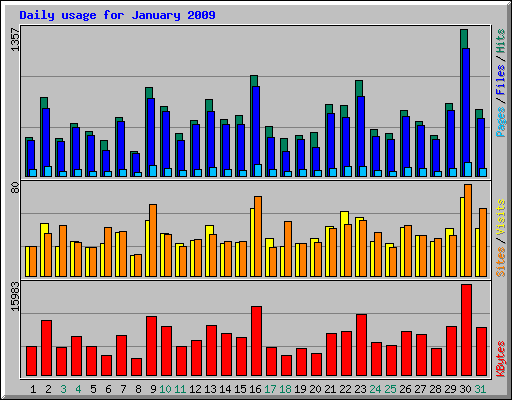 Daily usage for January 2009
1357
Pages / Files / Hits
80
Sites / Visits
15983
KBytes
1 2 3 4 5 6 7 8 9 10 11 12 13 14 15 16 17 18 19 20 21 22 23 24 25 26 27 28 29 30 31